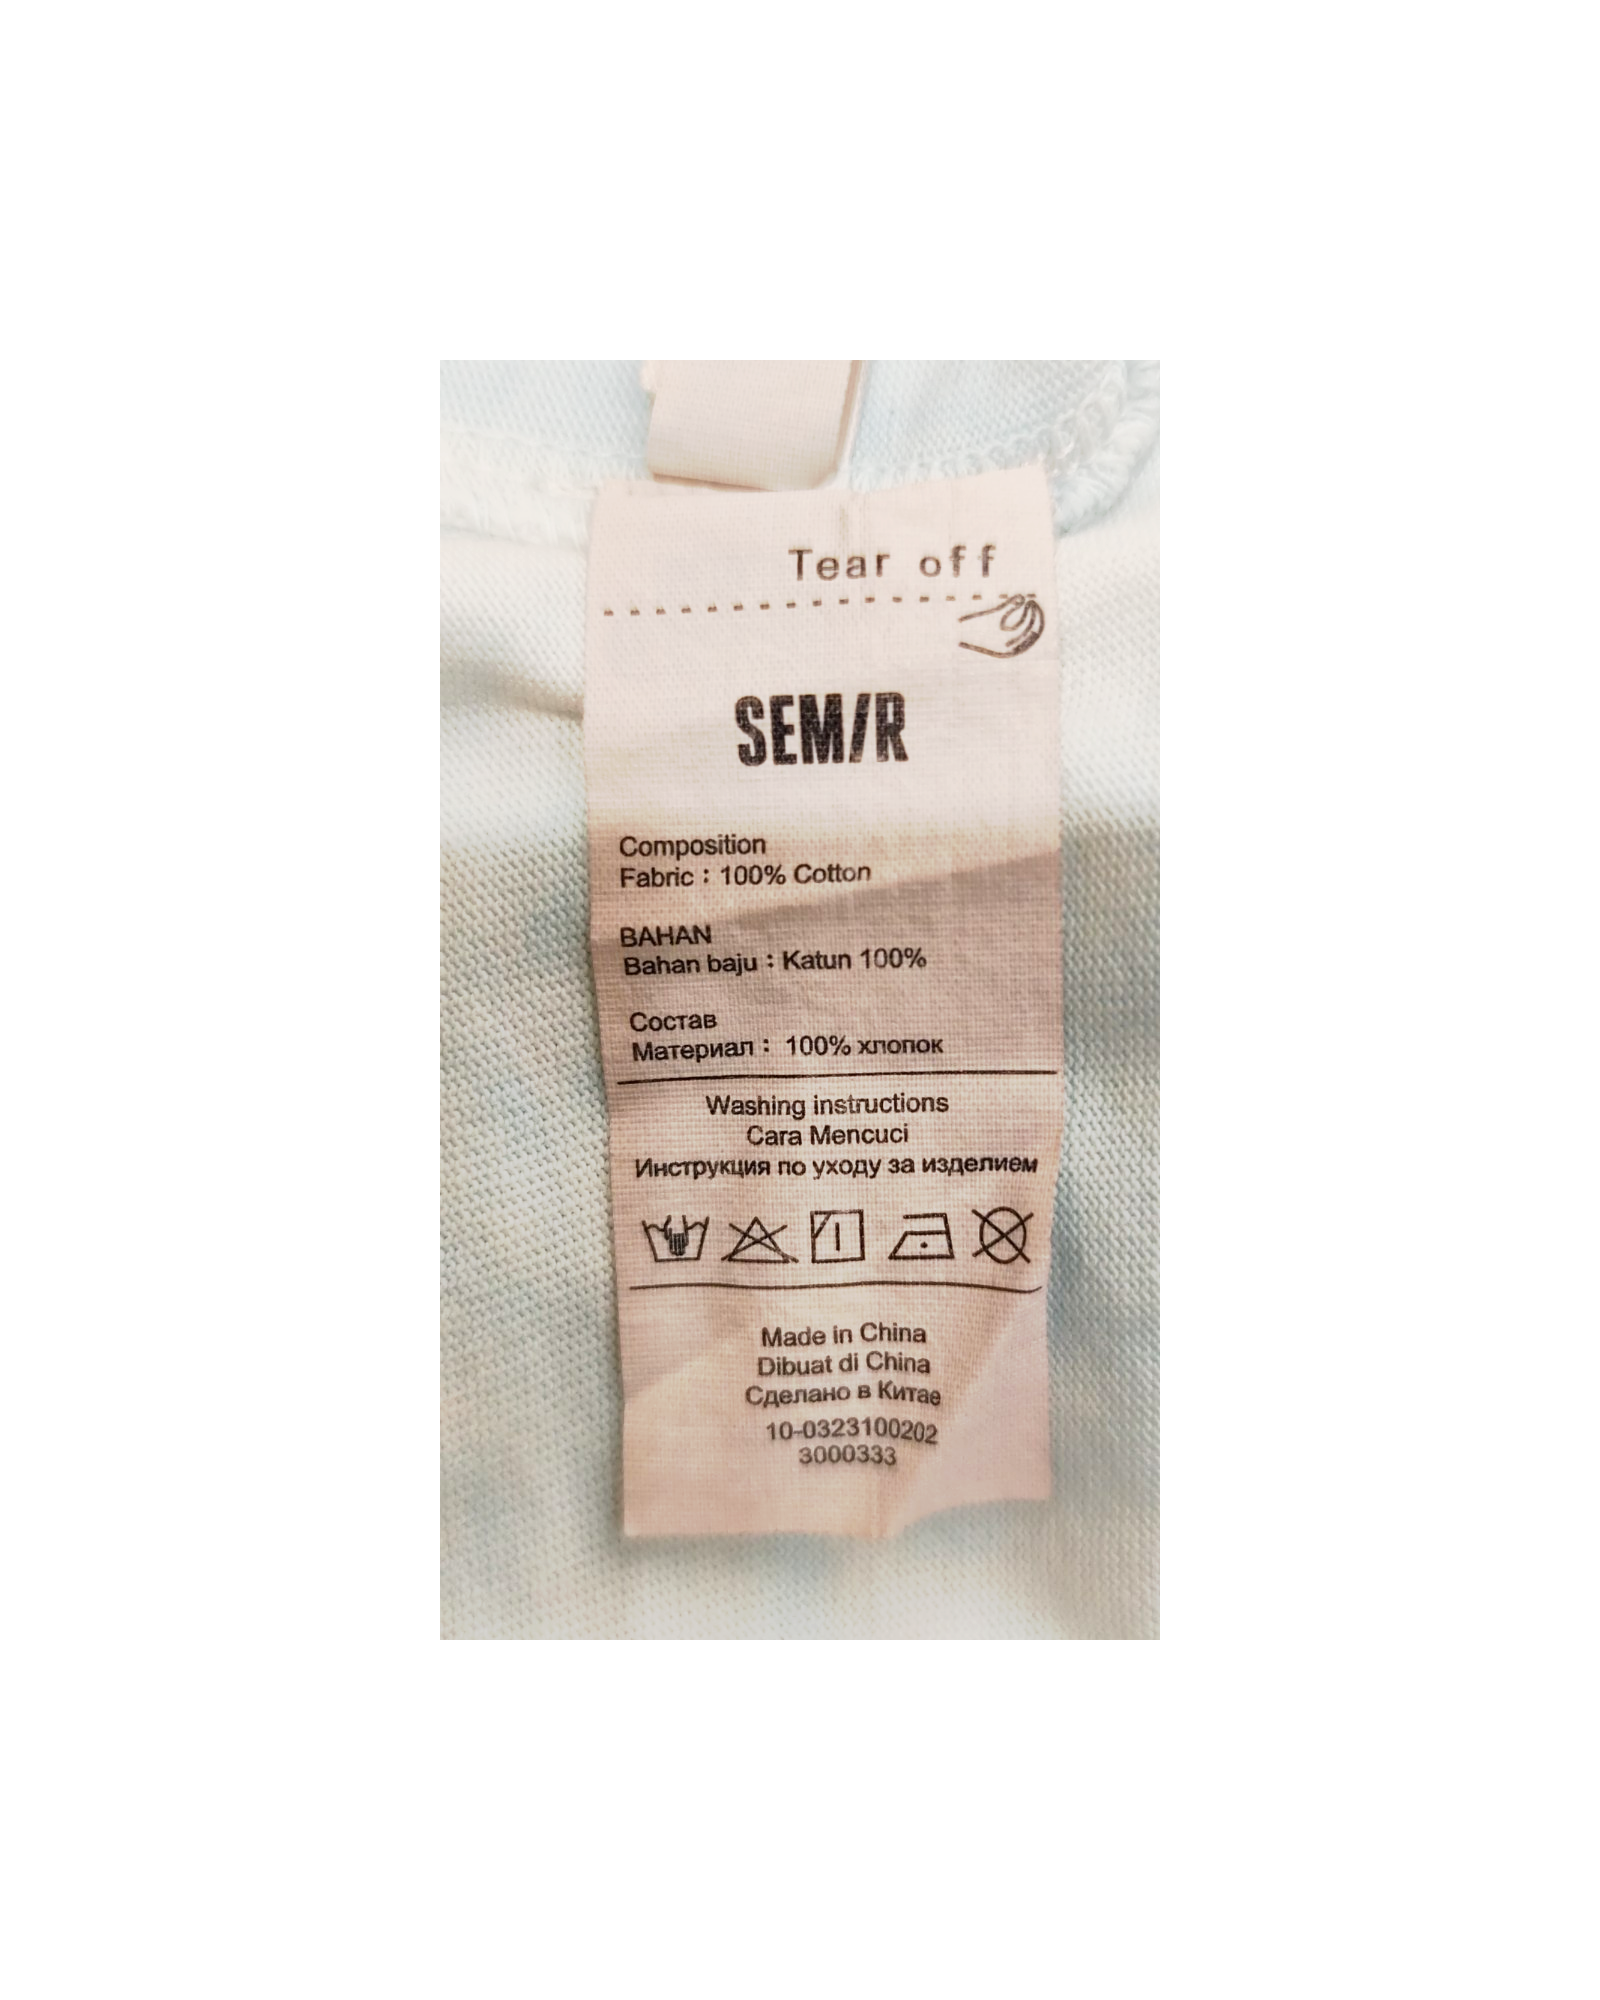 Tear off
SEM/R
Composition
Fabric : 100% Cotton
BAHAN
Bahan baju : Katun 100%
Состав
Материал : 100% хлопок
Washing instructions
Cara Mencuci
Инструкция по уходу за изделием
Made in China
Dibuat di China
Сделано в Китае
10-0323100202
3000333